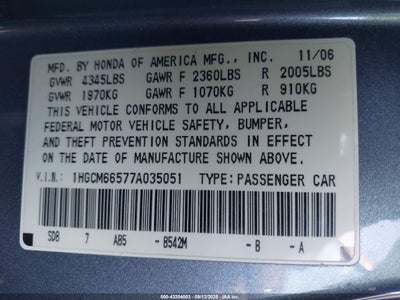 MFD. BY HONDA OF AMERICA MFG., INC. 11/06
GVWR 4345LBS GAWR F 2360LBS R 2005LBS
GVWR 1970KG GAWR F 1070KG R 910KG
THIS VEHICLE CONFORMS TO ALL APPLICABLE
FEDERAL MOTOR VEHICLE SAFETY, BUMPER,
AND THEFT PREVENTION STANDARDS IN EFFECT
ON THE DATE OF MANUFACTURE SHOWN ABOVE.
V.I.N.: 1HGCM66577A035051 TYPE: PASSENGER CAR
SD8 7 A85 - B542M - B - A
000-43204003 - 09/13/2025 - IAA Inc.